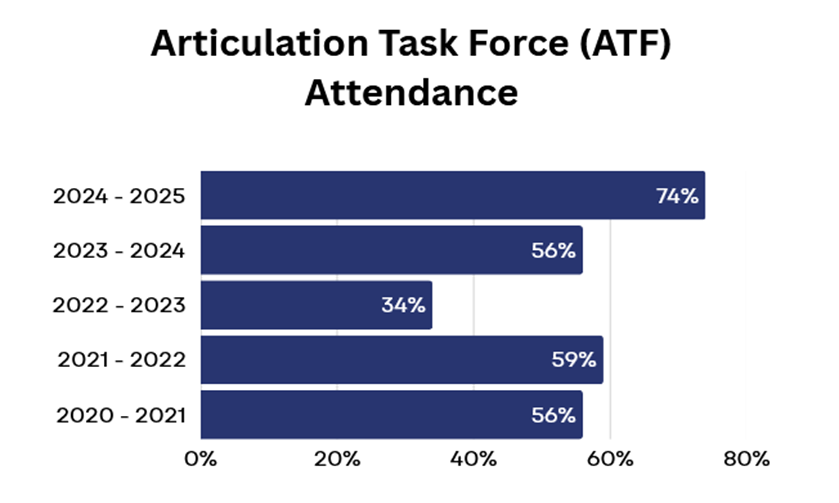 Articulation Task Force (ATF)
Attendance
2024 - 2025 74%
2023 - 2024 56%
2022 - 2023 34%
2021 - 2022 59%
2020 - 2021 56%
0% 20% 40% 60% 80%